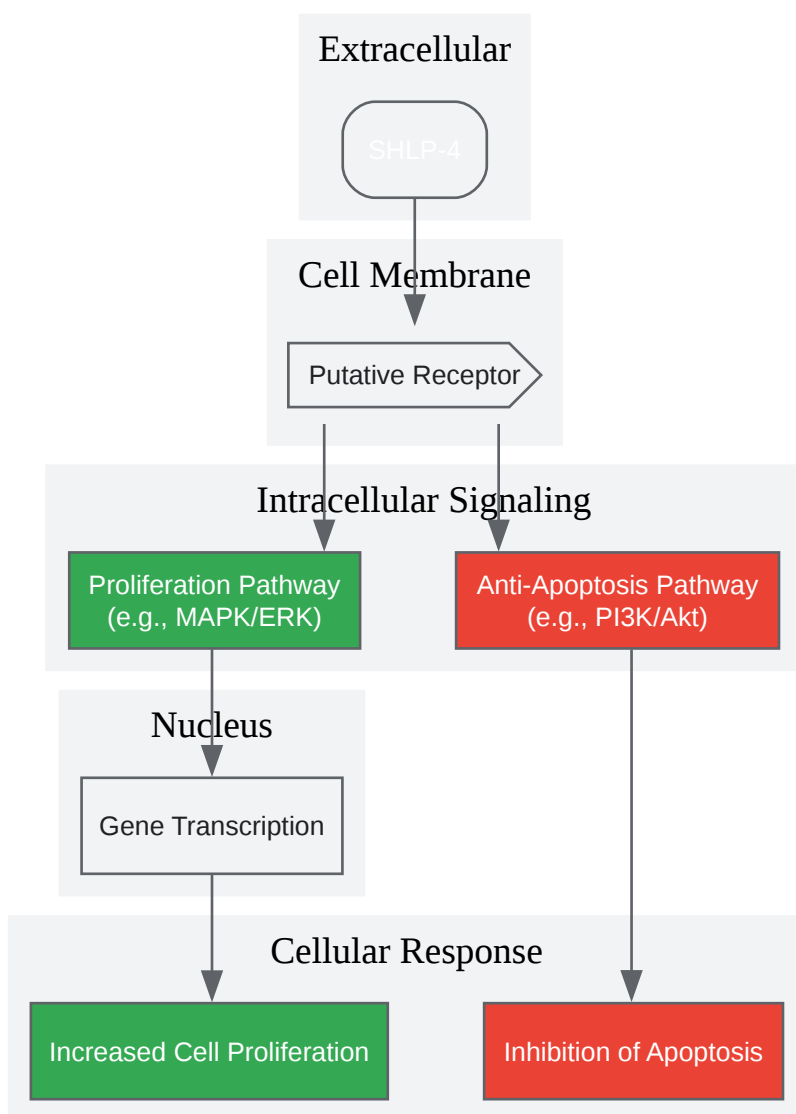 Extracellular
SHLP-4
Cell Membrane
Putative Receptor
Intracellular Signaling
Proliferation Pathway
(e.g., MAPK/ERK)
Anti-Apoptosis Pathway
(e.g., PI3K/Akt)
Nucleus
Gene Transcription
Cellular Response
Increased Cell Proliferation
Inhibition of Apoptosis